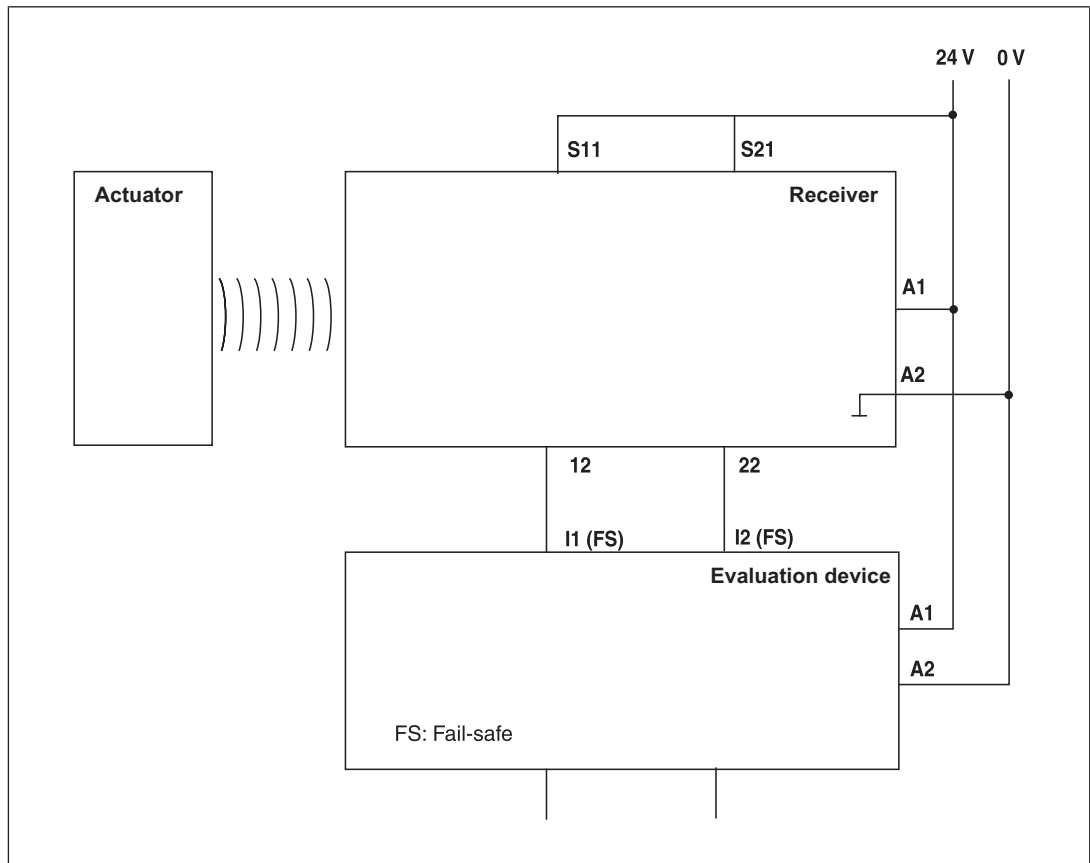 24 V 0 V
S11 S21
Actuator Receiver
A1
A2
12 22
I1 (FS) I2 (FS)
Evaluation device
A1
A2
FS: Fail-safe